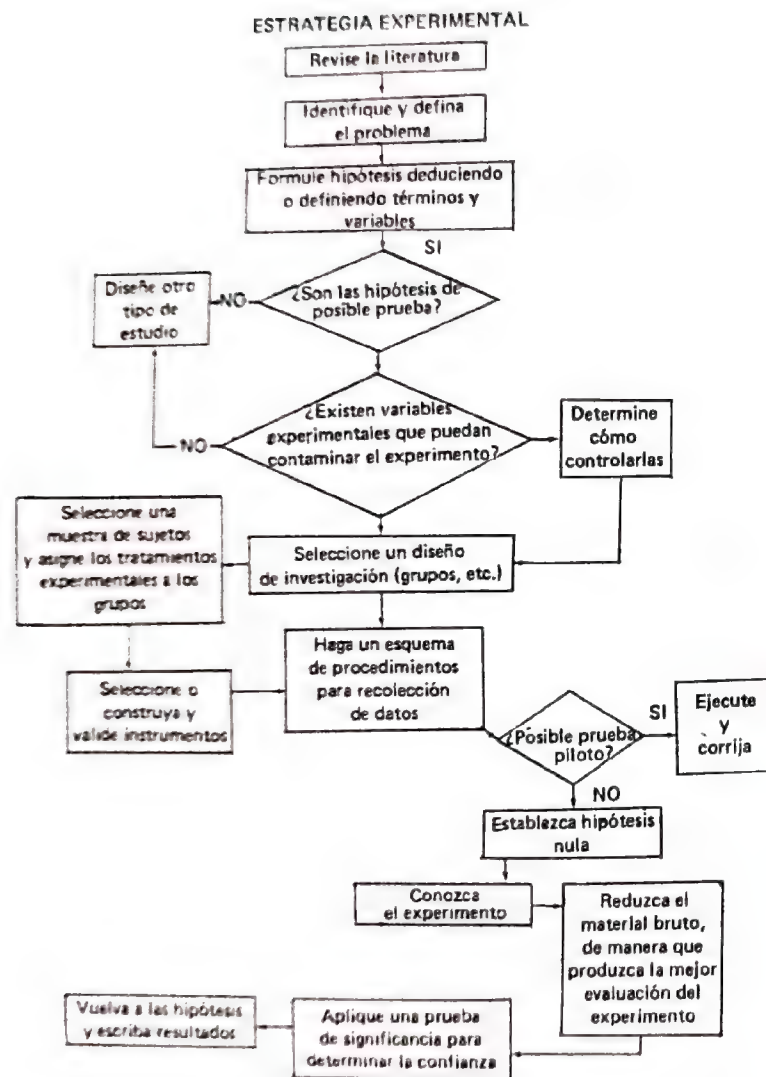 ESTRATEGIA EXPERIMENTAL
Revise la literatura
Identifique y defina
el problema
Formule hipótesis deduciendo
o definiendo términos y
variables
SI
¿Son las hipótesis de
posible prueba?
NO
Diseñe otro
tipo de
estudio
¿Existen variables
experimentales que puedan
contaminar el experimento?
NO
Determine
cómo
controlarlas
Seleccione una
muestra de sujetos
y asigne los tratamientos
experimentales a los
grupos
Seleccione un diseño
de investigación (grupos, etc.)
Haga un esquema
de procedimientos
para recolección
de datos
Seleccione o
construya y
valide instrumentos
¿Posible prueba
piloto?
SI
Ejecute
y
corrija
NO
Establezca hipótesis
nula
Conozca
el experimento
Reduzca el
material bruto,
de manera que
produzca la mejor
evaluación del
experimento
Aplique una prueba
de significancia para
determinar la confianza
Vuelva a las hipótesis
y escriba resultados